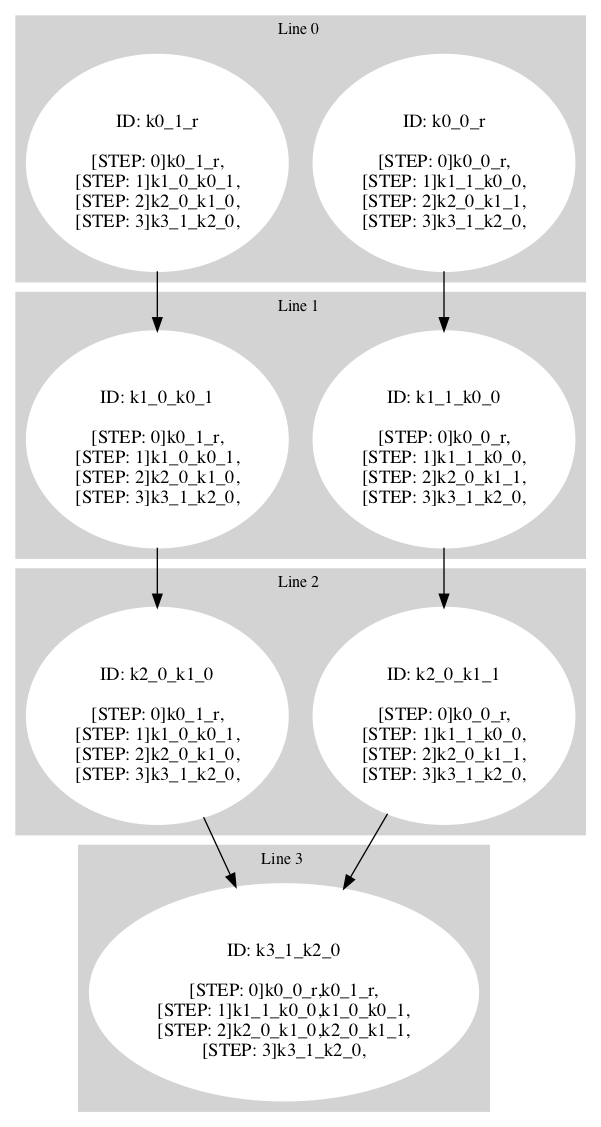 Line 0
ID: k0_1_r
[STEP: 0]k0_1_r,
[STEP: 1]k1_0_k0_1,
[STEP: 2]k2_0_k1_0,
[STEP: 3]k3_1_k2_0,
ID: k0_0_r
[STEP: 0]k0_0_r,
[STEP: 1]k1_1_k0_0,
[STEP: 2]k2_0_k1_1,
[STEP: 3]k3_1_k2_0,
Line 1
ID: k1_0_k0_1
[STEP: 0]k0_1_r,
[STEP: 1]k1_0_k0_1,
[STEP: 2]k2_0_k1_0,
[STEP: 3]k3_1_k2_0,
ID: k1_1_k0_0
[STEP: 0]k0_0_r,
[STEP: 1]k1_1_k0_0,
[STEP: 2]k2_0_k1_1,
[STEP: 3]k3_1_k2_0,
Line 2
ID: k2_0_k1_0
[STEP: 0]k0_1_r,
[STEP: 1]k1_0_k0_1,
[STEP: 2]k2_0_k1_0,
[STEP: 3]k3_1_k2_0,
ID: k2_0_k1_1
[STEP: 0]k0_0_r,
[STEP: 1]k1_1_k0_0,
[STEP: 2]k2_0_k1_1,
[STEP: 3]k3_1_k2_0,
Line 3
ID: k3_1_k2_0
[STEP: 0]k0_0_r,k0_1_r,
[STEP: 1]k1_1_k0_0,k1_0_k0_1,
[STEP: 2]k2_0_k1_0,k2_0_k1_1,
[STEP: 3]k3_1_k2_0,